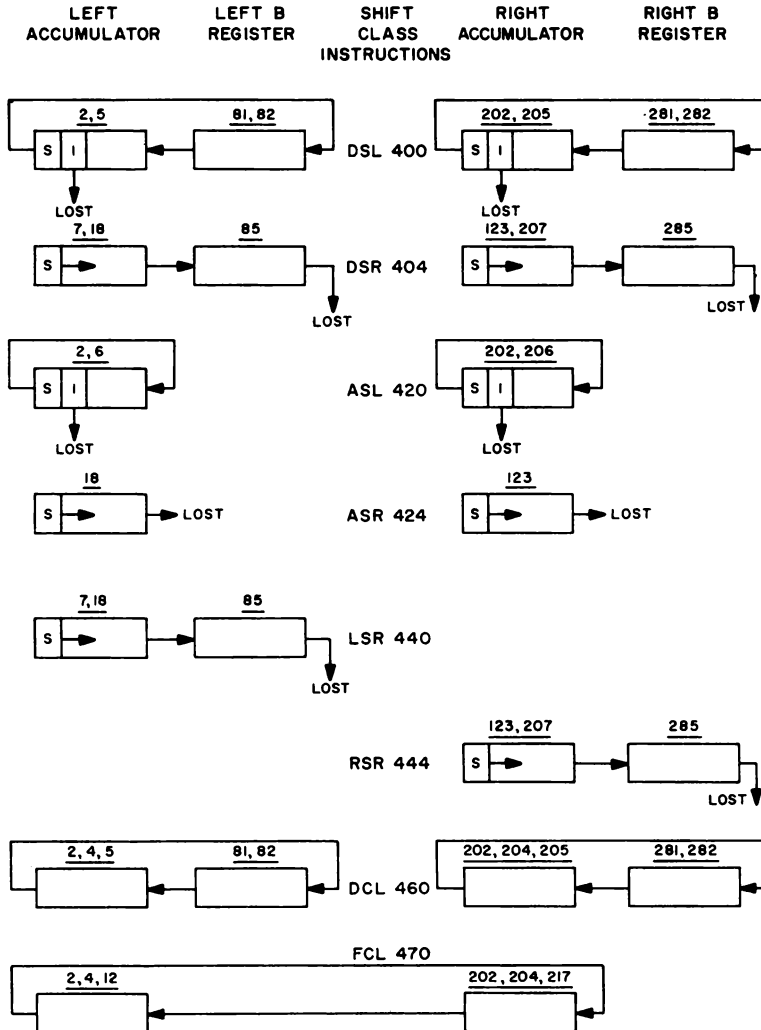 LEFT ACCUMULATOR
LEFT B REGISTER
SHIFT CLASS INSTRUCTIONS
RIGHT ACCUMULATOR
RIGHT B REGISTER
2,5
81,82
202,205
281,282
S I
DSL 400
S I
LOST
LOST
7,18
85
123,207
285
S
DSR 404
S
LOST
LOST
2,6
202,206
S I
ASL 420
S I
LOST
LOST
18
123
S
LOST
ASR 424
S
LOST
7,18
85
S
LSR 440
LOST
123,207
285
RSR 444
S
LOST
2,4,5
81,82
202,204,205
281,282
DCL 460
FCL 470
2,4,12
202,204,217